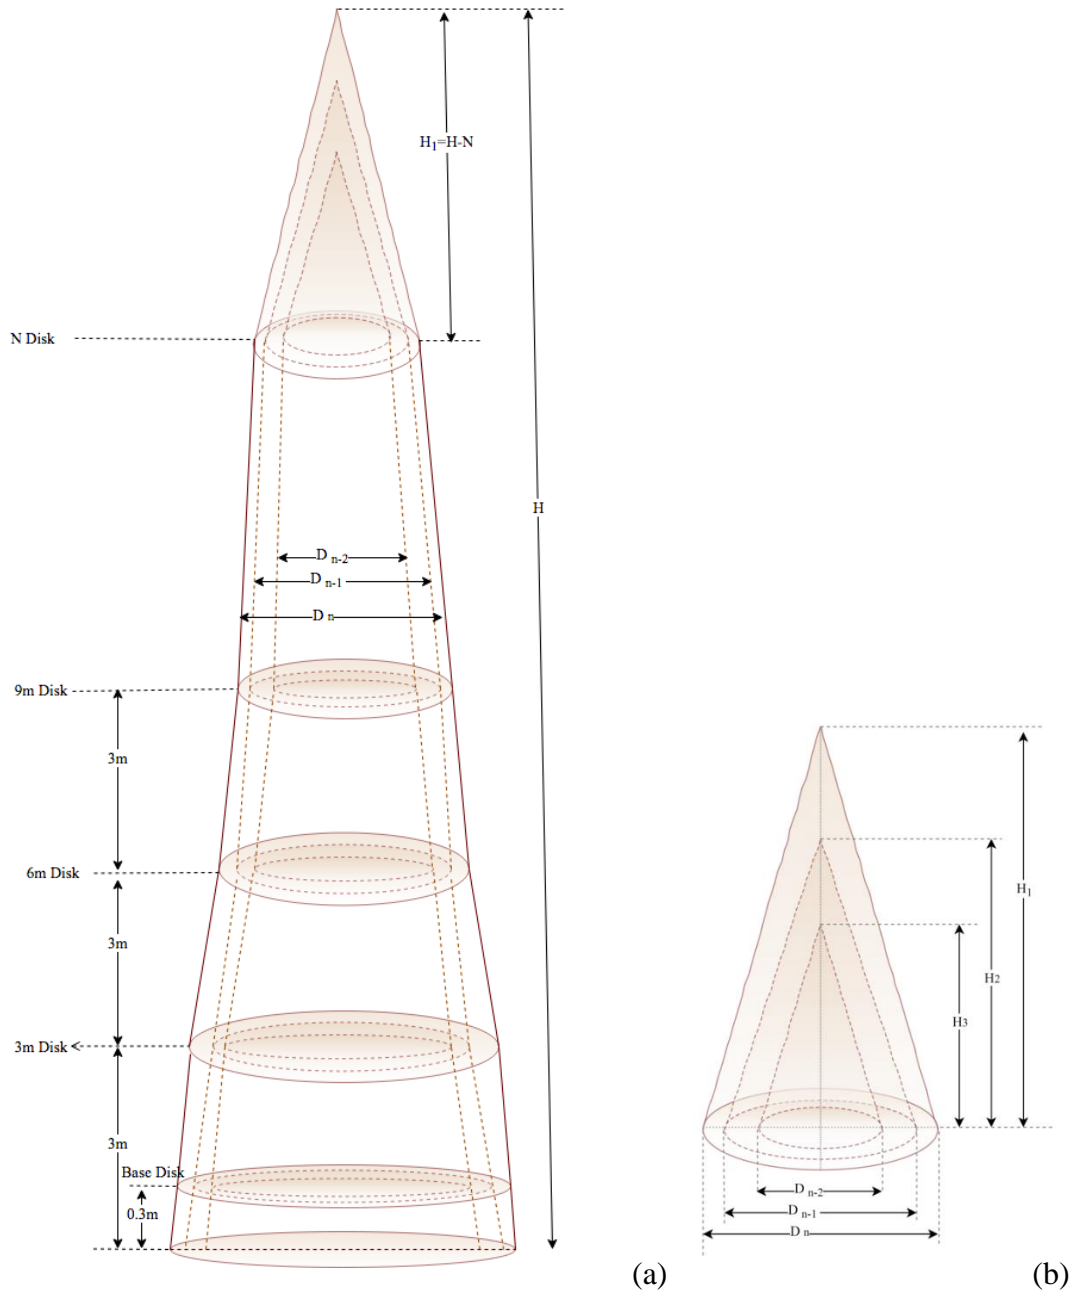 H1=H-N
N Disk
H
D n-2
D n-1
D n
9m Disk
3m
6m Disk
3m
3m Disk
3m
Base Disk
0.3m
(a)
H1
H2
H3
D n-2
D n-1
D n
(b)